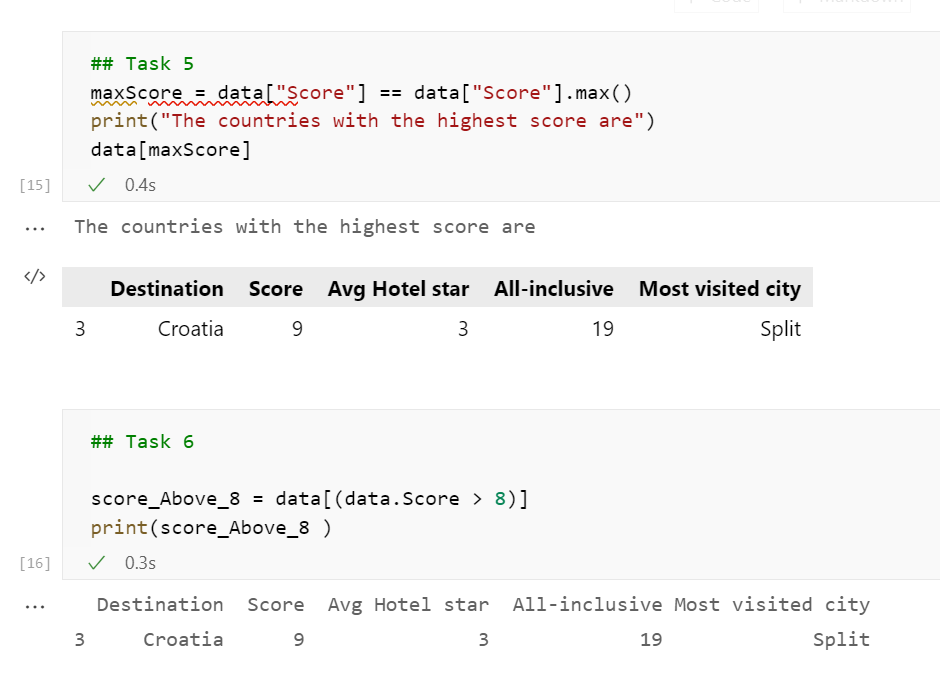 ## Task 5
maxScore = data["Score"] == data["Score"].max()
print("The countries with the highest score are")
data[maxScore]
[15] ✓ 0.4s
... The countries with the highest score are
</> Destination Score Avg Hotel star All-inclusive Most visited city
3 Croatia 9 3 19 Split
## Task 6
score_Above_8 = data[(data.Score > 8)]
print(score_Above_8 )
[16] ✓ 0.3s
... Destination Score Avg Hotel star All-inclusive Most visited city
3 Croatia 9 3 19 Split